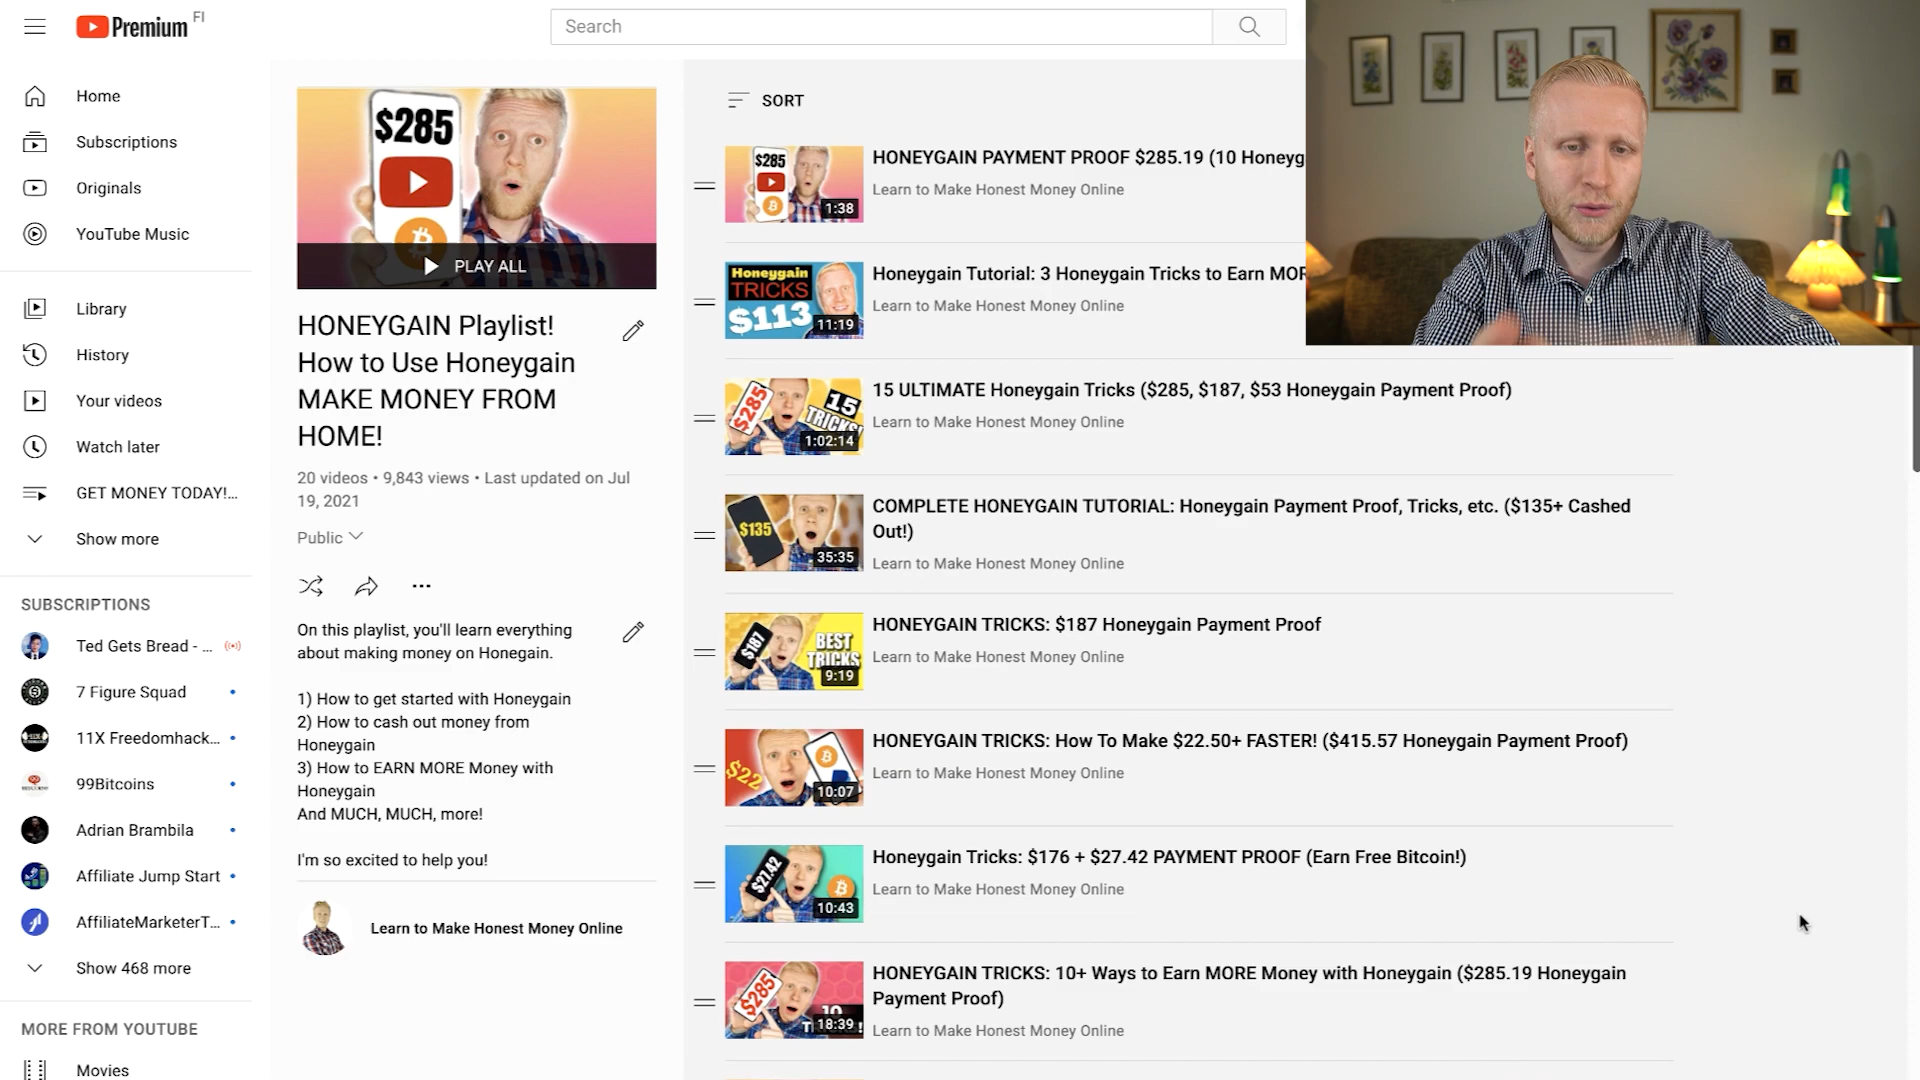 Premium FI
Search
Home
Subscriptions
Originals
YouTube Music
Library
History
Your videos
Watch later
GET MONEY TODAY!...
Show more
SUBSCRIPTIONS
Ted Gets Bread - ...
7 Figure Squad
11X Freedomhack...
99Bitcoins
Adrian Brambila
Affiliate Jump Start
AffiliateMarketerT...
Show 468 more
MORE FROM YOUTUBE
Movies
$285
PLAY ALL
HONEYGAIN Playlist!
How to Use Honeygain
MAKE MONEY FROM
HOME!
20 videos • 9,843 views • Last updated on Jul
19, 2021
Public
On this playlist, you'll learn everything
about making money on Honegain.
1) How to get started with Honeygain
2) How to cash out money from
Honeygain
3) How to EARN MORE Money with
Honeygain
And MUCH, MUCH, more!
I'm so excited to help you!
Learn to Make Honest Money Online
SORT
$285
1:38
HONEYGAIN PAYMENT PROOF $285.19 (10 Honeyg
Learn to Make Honest Money Online
Honeygain
TRICKS
$113
11:19
Honeygain Tutorial: 3 Honeygain Tricks to Earn MOR
Learn to Make Honest Money Online
$285
15
TRICKS!
1:02:14
15 ULTIMATE Honeygain Tricks ($285, $187, $53 Honeygain Payment Proof)
Learn to Make Honest Money Online
$135
35:35
COMPLETE HONEYGAIN TUTORIAL: Honeygain Payment Proof, Tricks, etc. ($135+ Cashed
Out!)
Learn to Make Honest Money Online
$187
BEST
TRICKS
9:19
HONEYGAIN TRICKS: $187 Honeygain Payment Proof
Learn to Make Honest Money Online
$22
10:07
HONEYGAIN TRICKS: How To Make $22.50+ FASTER! ($415.57 Honeygain Payment Proof)
Learn to Make Honest Money Online
$27.42
10:43
Honeygain Tricks: $176 + $27.42 PAYMENT PROOF (Earn Free Bitcoin!)
Learn to Make Honest Money Online
$285
10
18:39
HONEYGAIN TRICKS: 10+ Ways to Earn MORE Money with Honeygain ($285.19 Honeygain
Payment Proof)
Learn to Make Honest Money Online